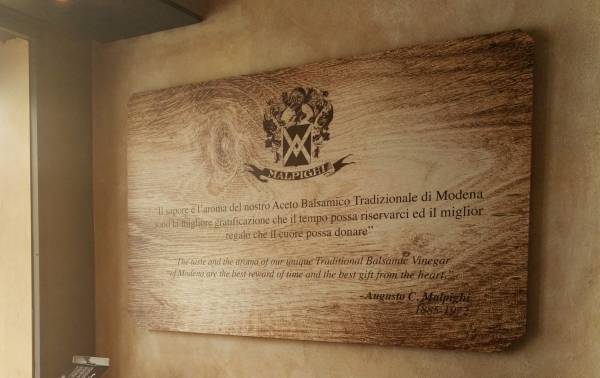 MALPIGHI
"Il sapore e l'aroma del nostro Aceto Balsamico Tradizionale di Modena
sono la migliore gratificazione che il tempo possa riservarci ed il miglior
regalo che il cuore possa donare"
"The taste and the aroma of our unique Traditional Balsamic Vinegar
of Modena are the best reward of time and the best gift from the heart.
-Augusto C. Malpighi